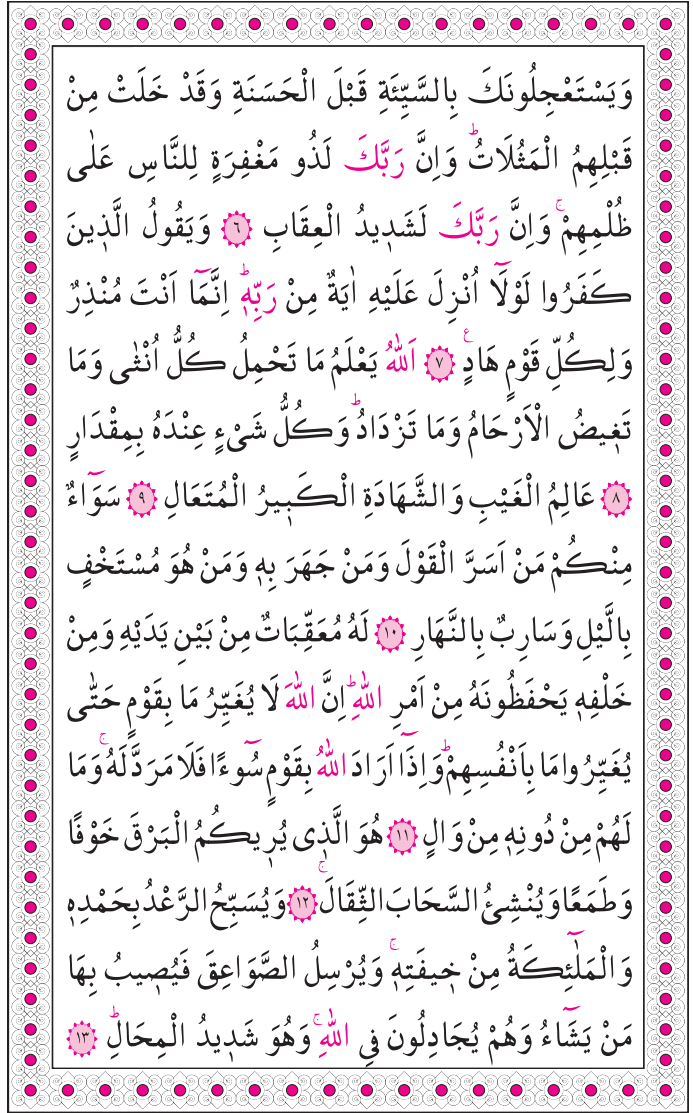 وَيَسْتَعْجِلُونَكَ بِالسَّيِّئَةِ قَبْلَ الْحَسَنَةِ وَقَدْ خَلَتْ مِنْ
قَبْلِهِمُ الْمَثُلَاتُۜ وَاِنَّ رَبَّكَ لَذُو مَغْفِرَةٍ لِلنَّاسِ عَلٰى
ظُلْمِهِمْۚ وَاِنَّ رَبَّكَ لَشَد۪يدُ الْعِقَابِ ﴿٦﴾ وَيَقُولُ الَّذ۪ينَ
كَفَرُوا لَوْلَٓا اُنْزِلَ عَلَيْهِ اٰيَةٌ مِنْ رَبِّه۪ۜ اِنَّمَٓا اَنْتَ مُنْذِرٌ
وَلِكُلِّ قَوْمٍ هَادٍ۟ ﴿٧﴾ اَللّٰهُ يَعْلَمُ مَا تَحْمِلُ كُلُّ اُنْثٰى وَمَا
تَغ۪يضُ الْاَرْحَامُ وَمَا تَزْدَادُۜ وَكُلُّ شَيْءٍ عِنْدَهُ بِمِقْدَارٍ
﴿٨﴾ عَالِمُ الْغَيْبِ وَالشَّهَادَةِ الْكَب۪يرُ الْمُتَعَالِ ﴿٩﴾ سَوَٓاءٌ
مِنْكُمْ مَنْ اَسَرَّ الْقَوْلَ وَمَنْ جَهَرَ بِه۪ وَمَنْ هُوَ مُسْتَخْفٍ
بِالَّيْلِ وَسَارِبٌ بِالنَّهَارِ ﴿١٠﴾ لَهُ مُعَقِّبَاتٌ مِنْ بَيْنِ يَدَيْهِ وَمِنْ
خَلْفِه۪ يَحْفَظُونَهُ مِنْ اَمْرِ اللّٰهِۜ اِنَّ اللّٰهَ لَا يُغَيِّرُ مَا بِقَوْمٍ حَتّٰى
يُغَيِّرُوا مَا بِاَنْفُسِهِمْۜ وَاِذَٓا اَرَادَ اللّٰهُ بِقَوْمٍ سُٓوءًا فَلَا مَرَدَّ لَهُۚ وَمَا
لَهُمْ مِنْ دُونِه۪ مِنْ وَالٍ ﴿١١﴾ هُوَ الَّذ۪ي يُر۪يكُمُ الْبَرْقَ خَوْفًا
وَطَمَعًا وَيُنْشِئُ السَّحَابَ الثِّقَالَۚ ﴿١٢﴾ وَيُسَبِّحُ الرَّعْدُ بِحَمْدِه۪
وَالْمَلٰٓئِكَةُ مِنْ خ۪يفَتِه۪ۚ وَيُرْسِلُ الصَّوَاعِقَ فَيُص۪يبُ بِهَا
مَنْ يَشَٓاءُ وَهُمْ يُجَادِلُونَ فِي اللّٰهِۚ وَهُوَ شَد۪يدُ الْمِحَالِۜ ﴿١٣﴾